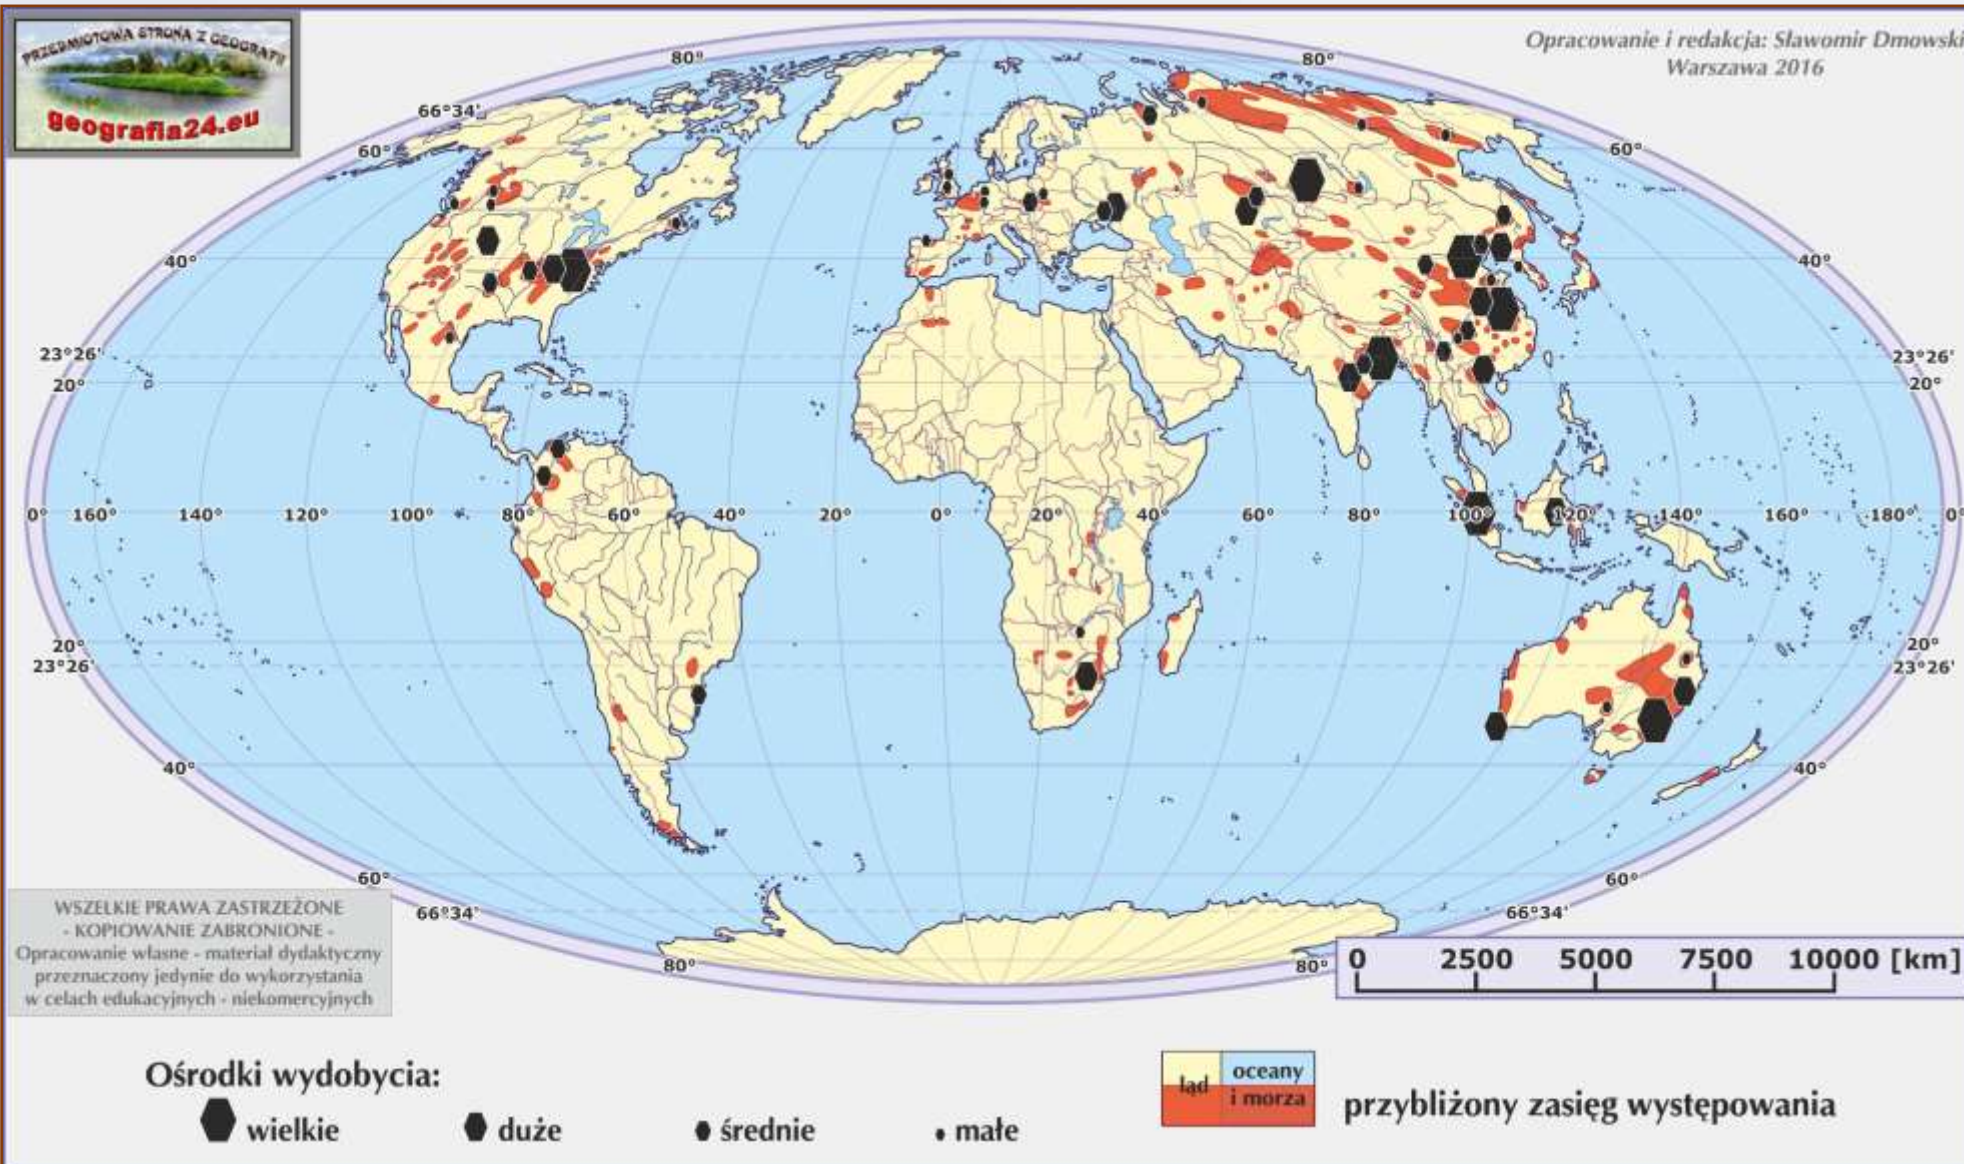 PRZEDMIOTOWA STRONA Z GEOGRAFII
geografia24.eu
Opracowanie i redakcja: Sławomir Dmowski
Warszawa 2016
80° 80°
66°34'
60° 60°
40° 40°
23°26' 23°26'
20° 20°
0° 160° 140° 120° 100° 80° 60° 40° 20° 0° 20° 40° 60° 80° 100° 120° 140° 160° 180° 0°
20° 20°
23°26' 23°26'
40° 40°
60° 60°
66°34' 66°34'
80° 80°
WSZELKIE PRAWA ZASTRZEŻONE
- KOPIOWANIE ZABRONIONE -
Opracowanie własne - materiał dydaktyczny
przeznaczony jedynie do wykorzystania
w celach edukacyjnych - niekomercyjnych
0 2500 5000 7500 10000 [km]
Ośrodki wydobycia:
wielkie duże średnie małe
ląd oceany
i morza
przybliżony zasięg występowania